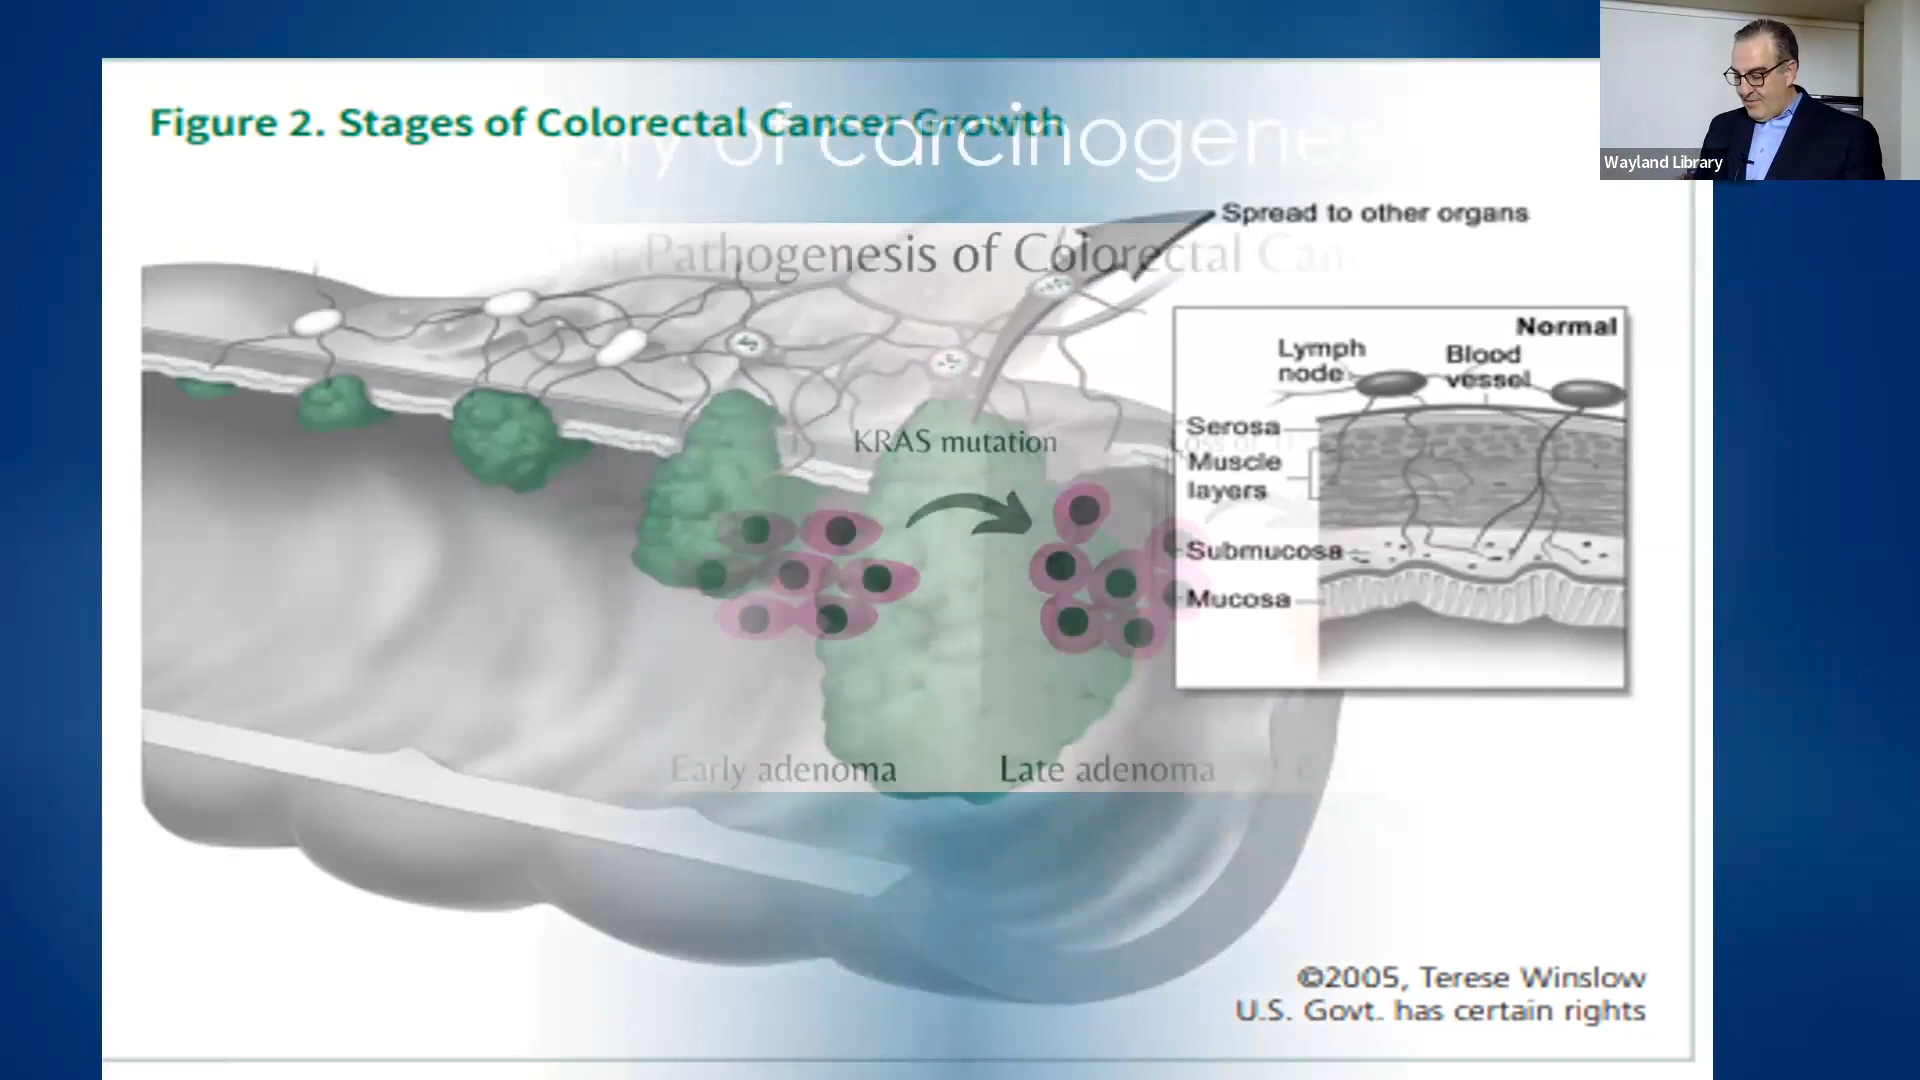 Figure 2. Stages of Colorectal Cancer Growth
of carcinogenes
Wayland Library
Spread to other organs
Pathogenesis of Colorectal Can
Normal
Lymph
node
Blood
vessel
Serosa
KRAS mutation
Muscle
layers
Submucosa
Mucosa
Early adenoma
Late adenoma
©2005, Terese Winslow
U.S. Govt. has certain rights